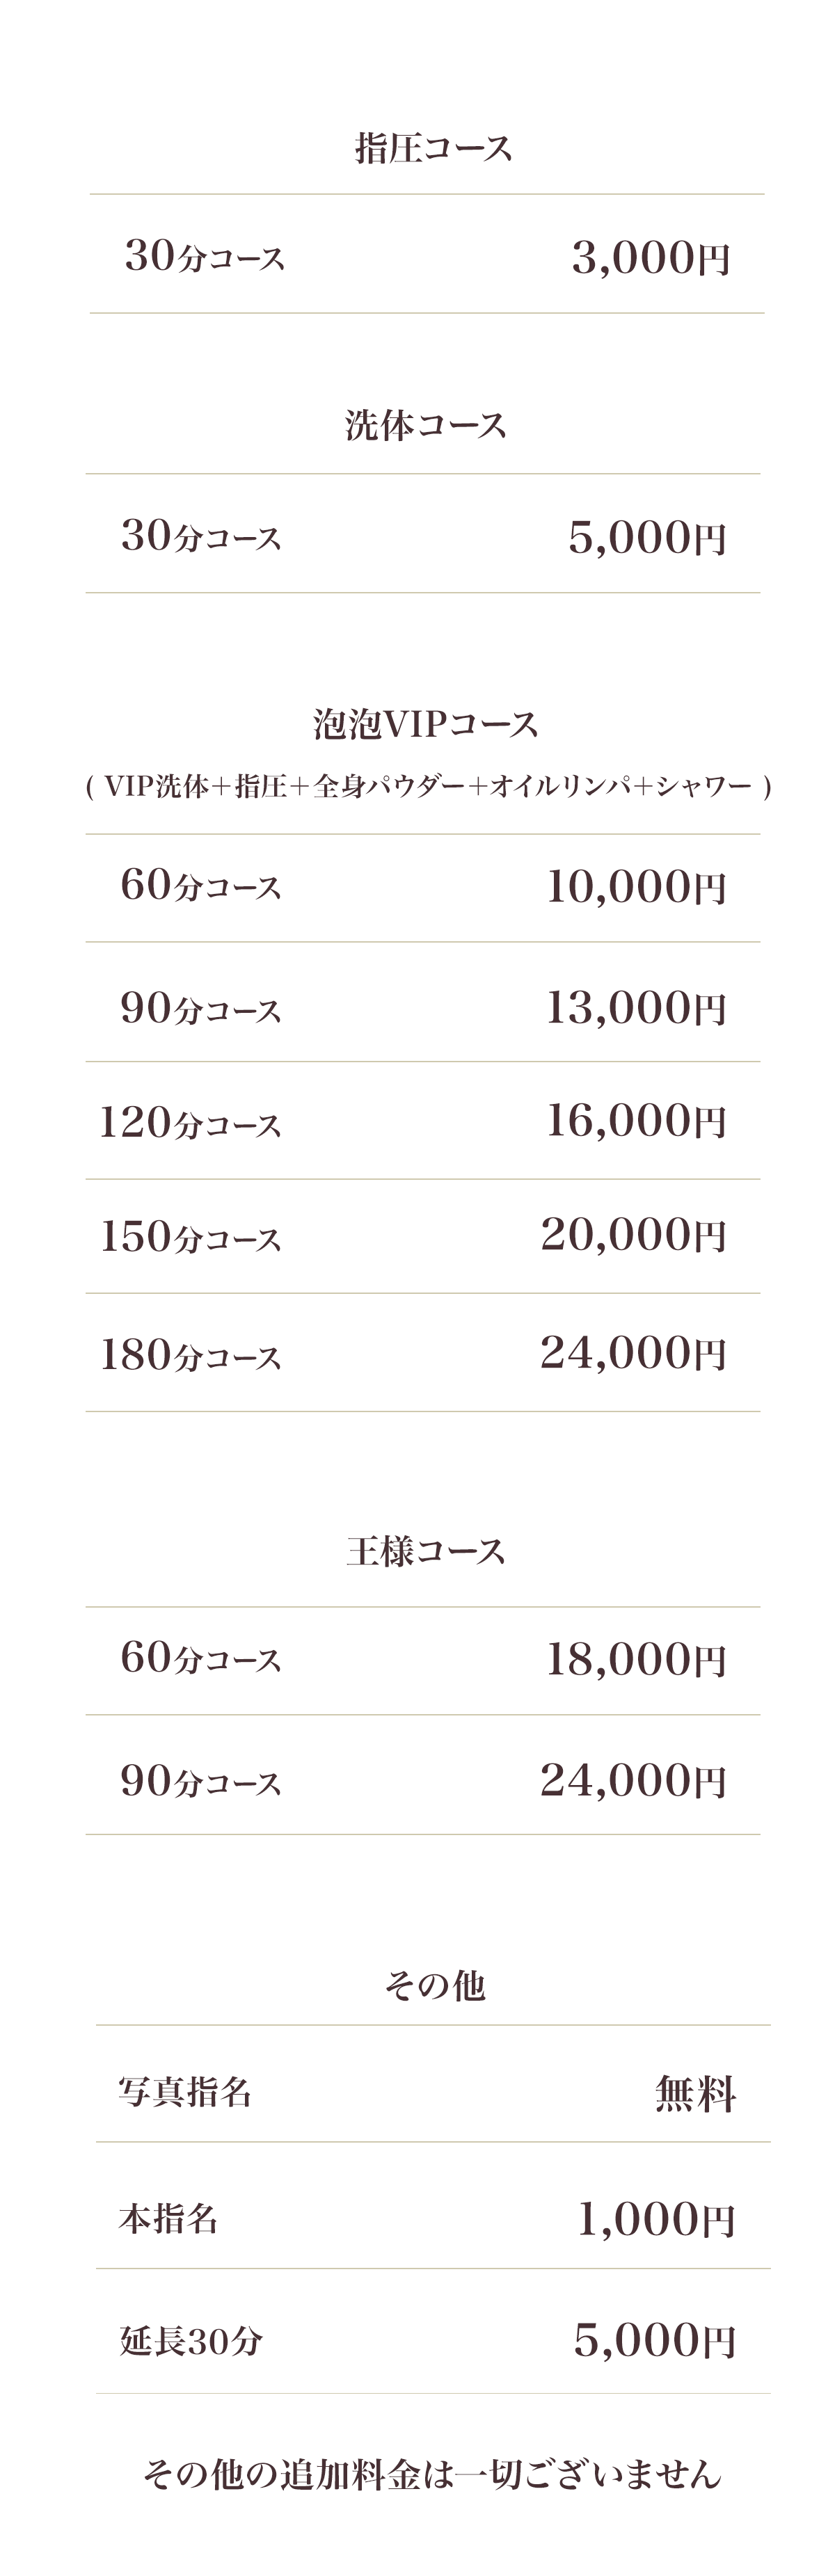 指圧コース
30分コース 3,000円
洗体コース
30分コース 5,000円
泡泡VIPコース
( VIP洗体＋指圧＋全身パウダー＋オイルリンパ＋シャワー )
60分コース 10,000円
90分コース 13,000円
120分コース 16,000円
150分コース 20,000円
180分コース 24,000円
王様コース
60分コース 18,000円
90分コース 24,000円
その他
写真指名 無料
本指名 1,000円
延長30分 5,000円
その他の追加料金は一切ございません